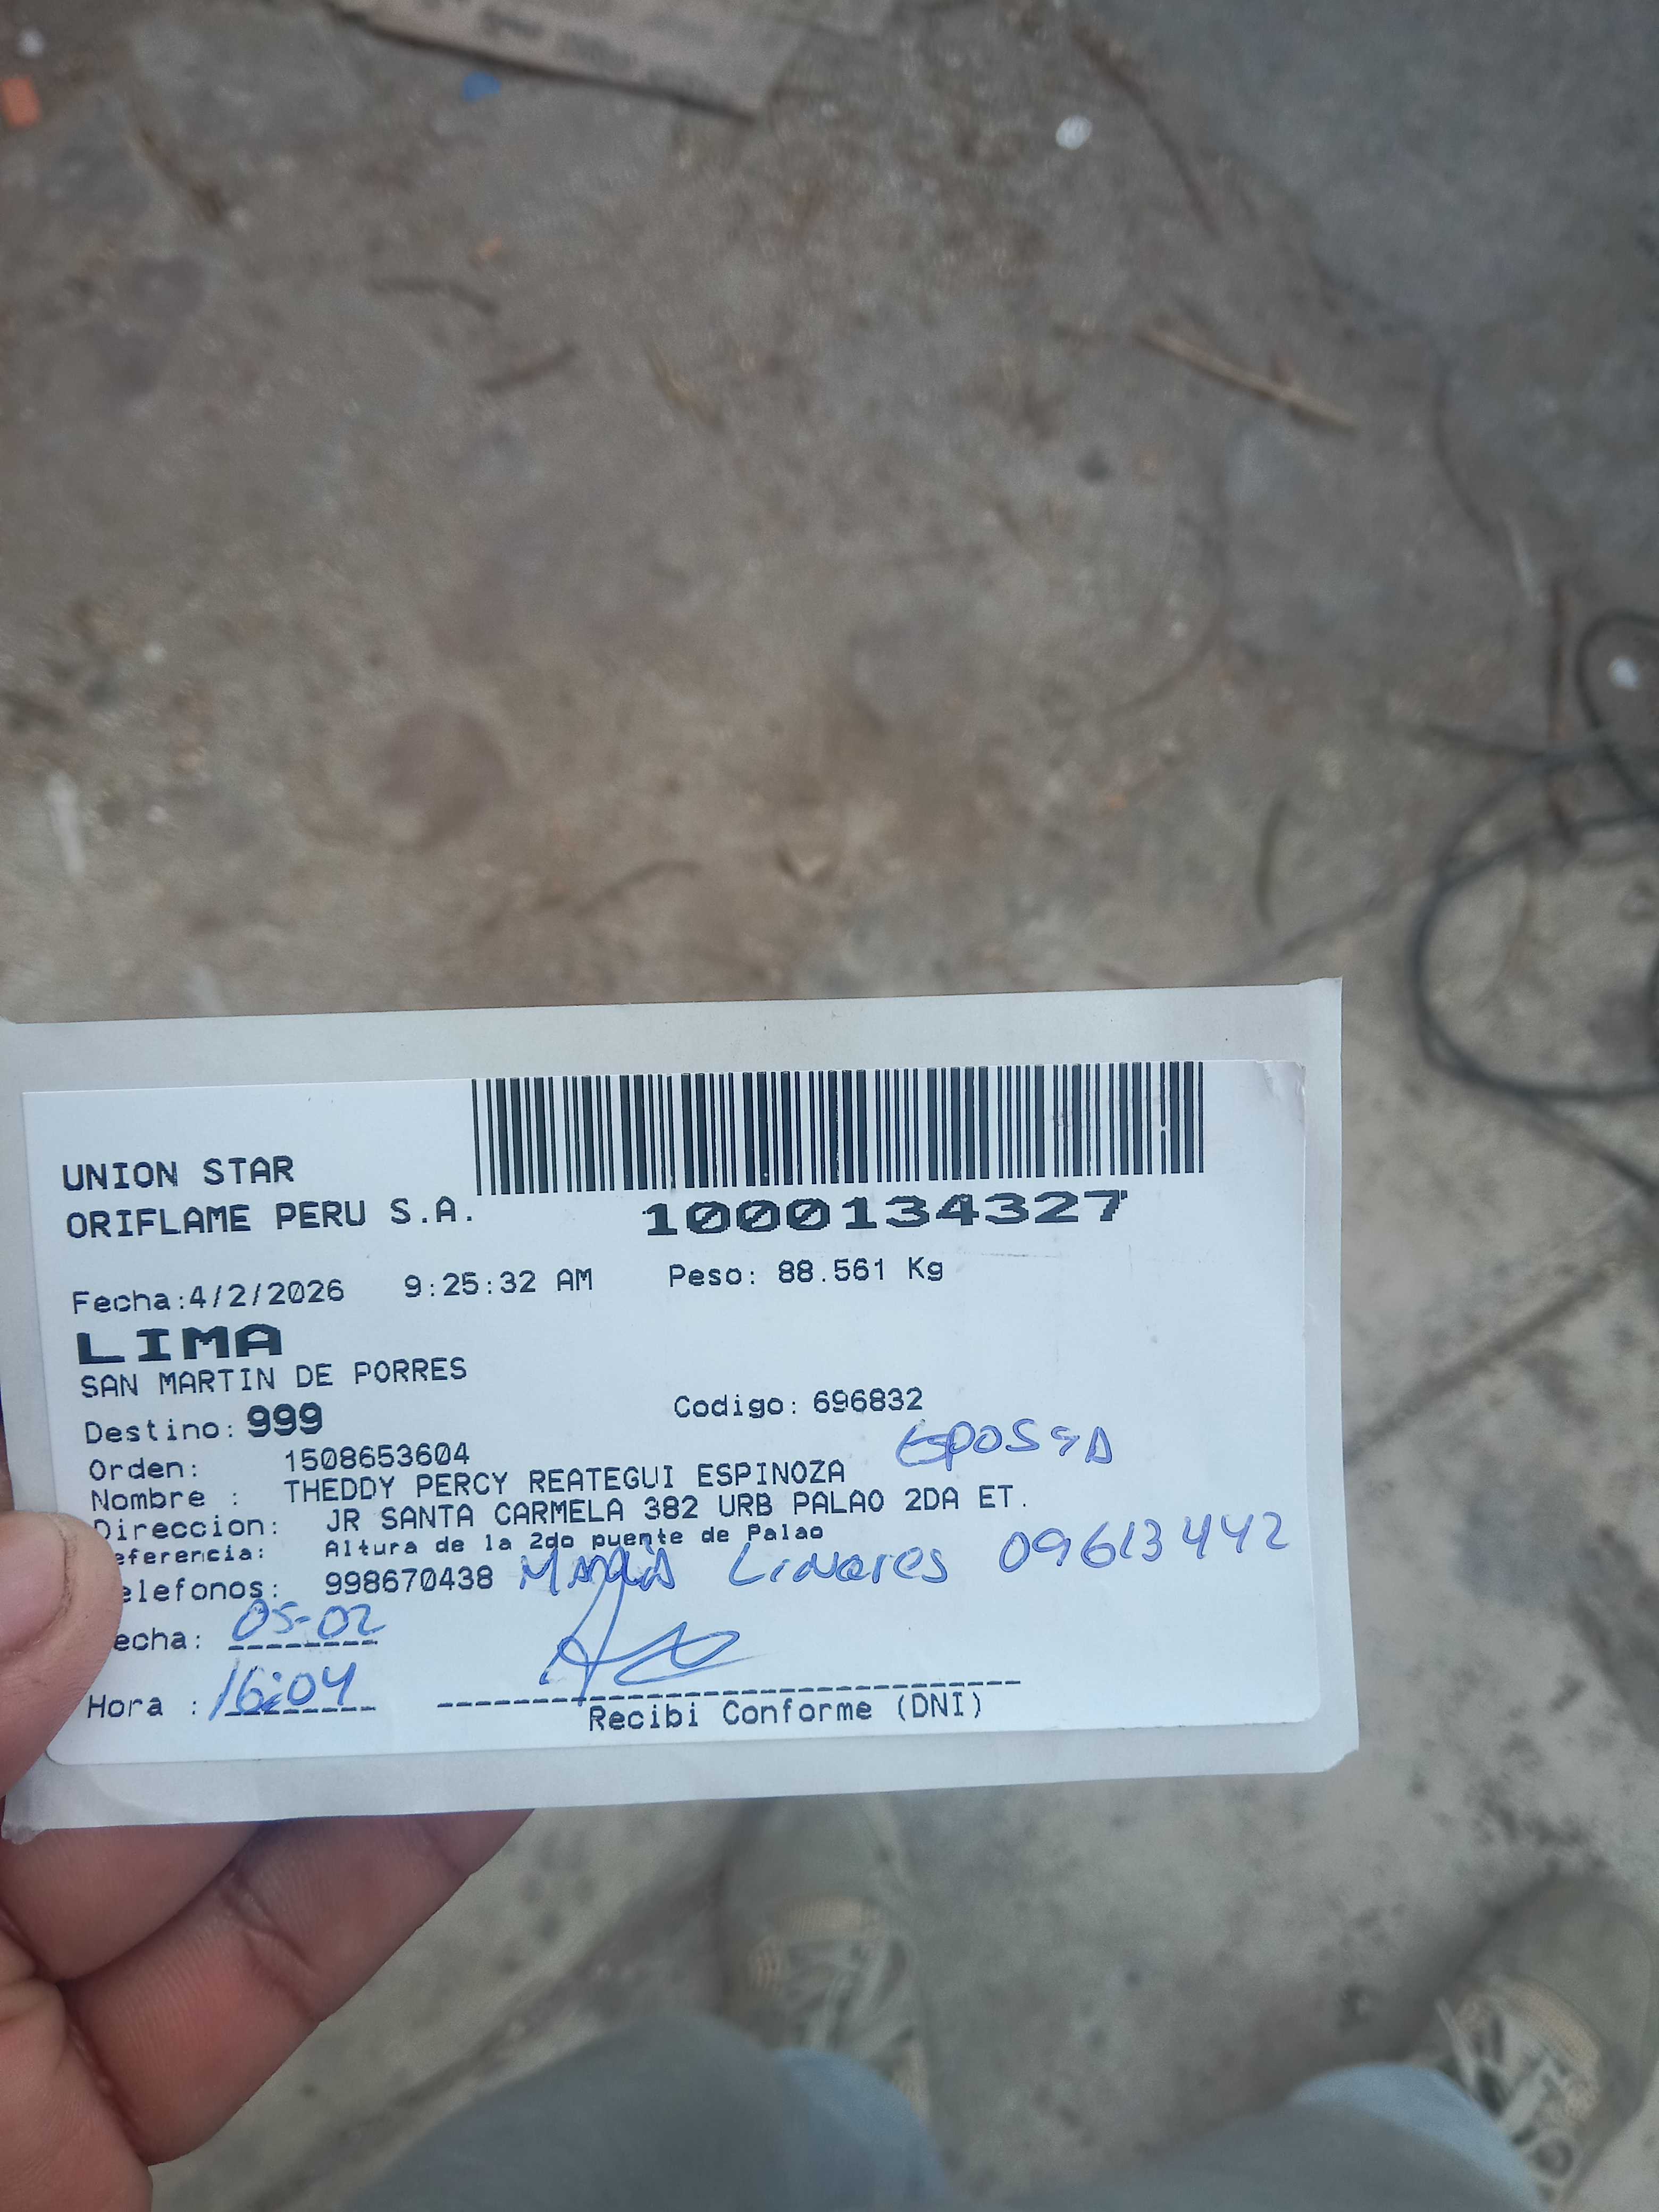 UNION STAR
ORIFLAME PERU S.A.
1000134327
Fecha:4/2/2026 9:25:32 AM Peso: 88.561 Kg
LIMA
SAN MARTIN DE PORRES
Destino: 999 Codigo: 696832
Orden: 1508653604
Nombre : THEDDY PERCY REATEGUI ESPINOZA
Direccion: JR SANTA CARMELA 382 URB PALAO 2DA ET.
eferencia: Altura de la 2do puente de Palao
elefonos: 998670438 Linares 09613442
echa: 05-02
Hora : 16:04
Recibi Conforme (DNI)